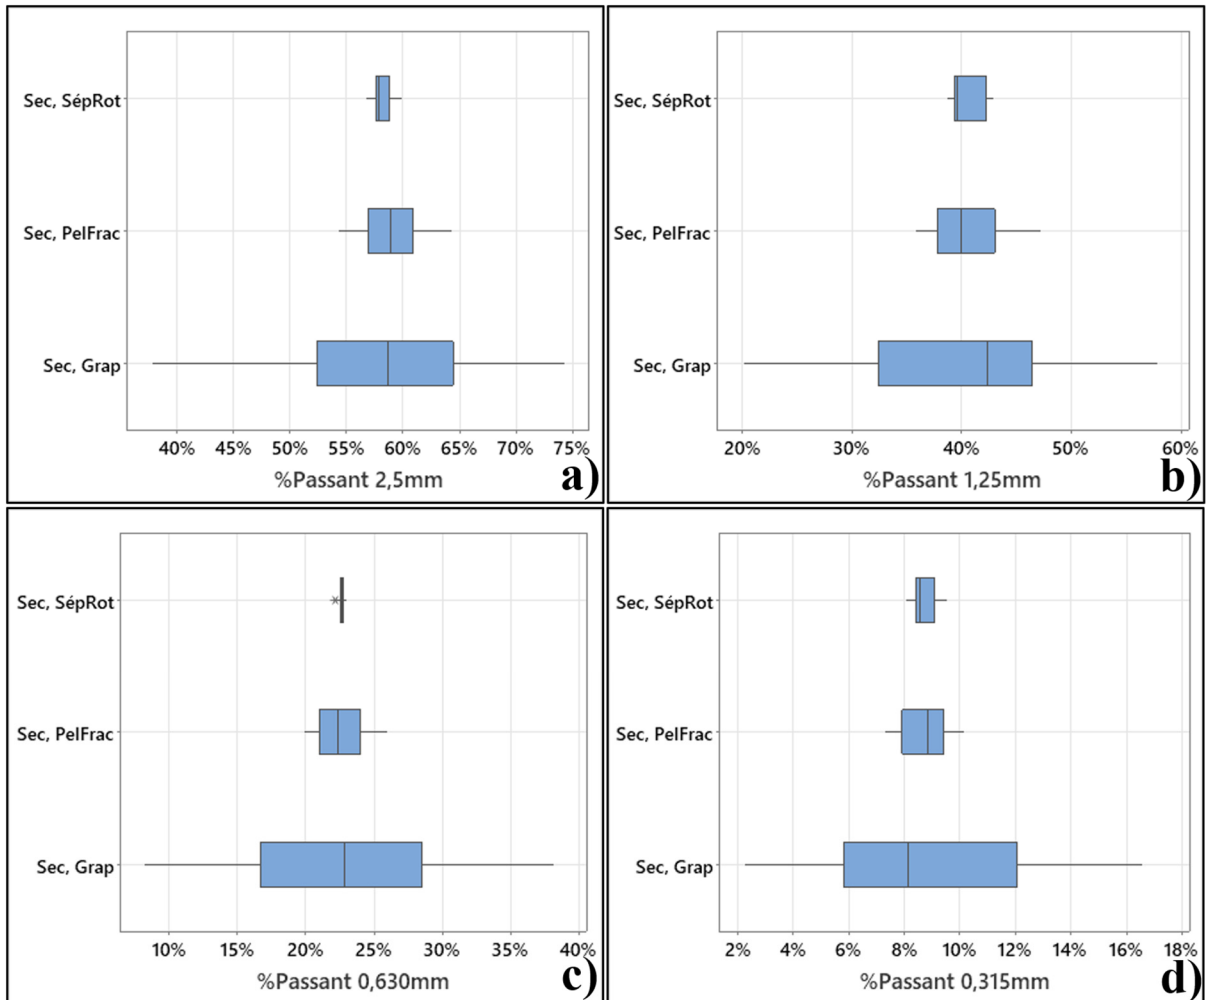 Sec, SépRot
Sec, PelFrac
Sec, Grap
40% 45% 50% 55% 60% 65% 70% 75%
%Passant 2,5mm
a)
Sec, SépRot
Sec, PelFrac
Sec, Grap
20% 30% 40% 50% 60%
%Passant 1,25mm
b)
Sec, SépRot
Sec, PelFrac
Sec, Grap
10% 15% 20% 25% 30% 35% 40%
%Passant 0,630mm
c)
Sec, SépRot
Sec, PelFrac
Sec, Grap
2% 4% 6% 8% 10% 12% 14% 16% 18%
%Passant 0,315mm
d)